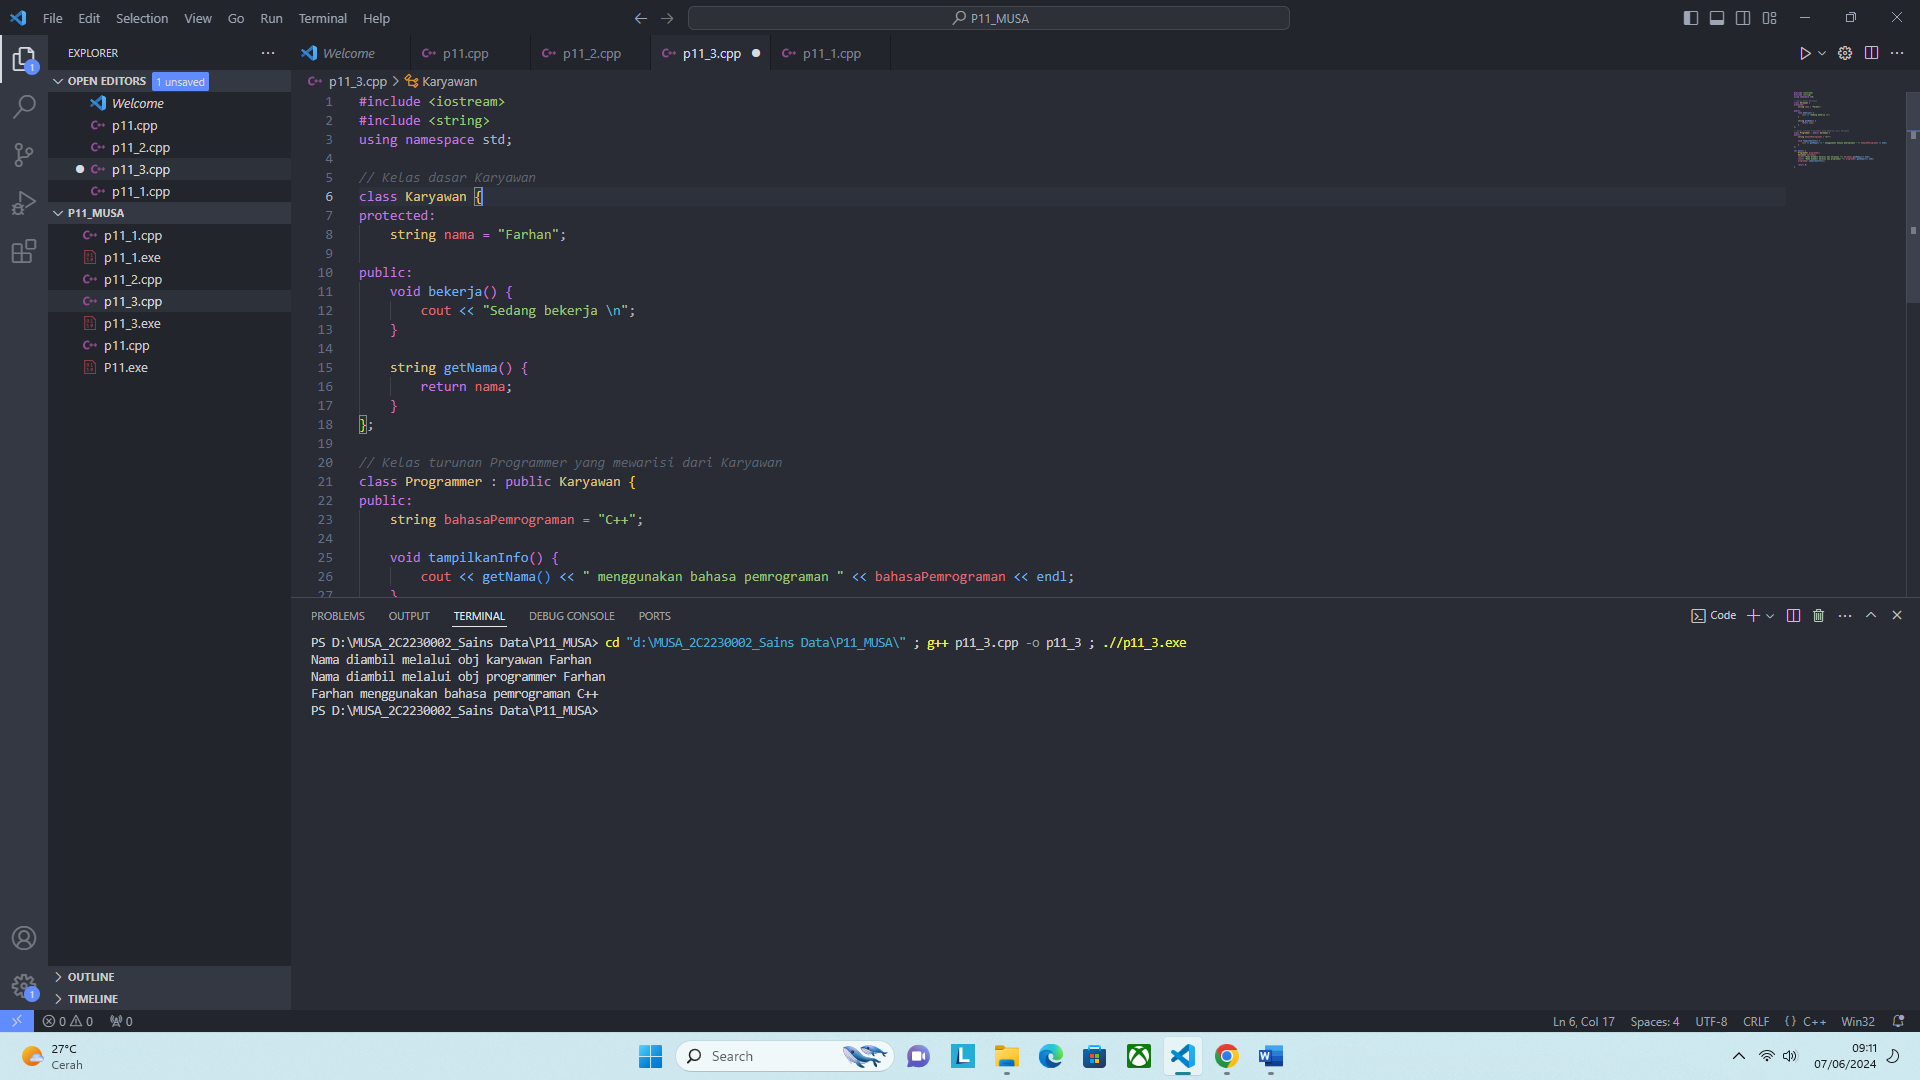 File Edit Selection View Go Run Terminal Help
P11_MUSA
EXPLORER
OPEN EDITORS 1 unsaved
Welcome
p11.cpp
p11_2.cpp
p11_3.cpp
p11_1.cpp
P11_MUSA
p11_1.cpp
p11_1.exe
p11_2.cpp
p11_3.cpp
p11_3.exe
p11.cpp
P11.exe
OUTLINE
TIMELINE
Welcome p11.cpp p11_2.cpp p11_3.cpp p11_1.cpp
p11_3.cpp > Karyawan
1 #include <iostream>
2 #include <string>
3 using namespace std;
4
5 // Kelas dasar Karyawan
6 class Karyawan {
7 protected:
8 string nama = "Farhan";
9
10 public:
11 void bekerja() {
12 cout << "Sedang bekerja \n";
13 }
14
15 string getNama() {
16 return nama;
17 }
18 };
19
20 // Kelas turunan Programmer yang mewarisi dari Karyawan
21 class Programmer : public Karyawan {
22 public:
23 string bahasaPemrograman = "C++";
24
25 void tampilkanInfo() {
26 cout << getNama() << " menggunakan bahasa pemrograman " << bahasaPemrograman << endl;
27 }
PROBLEMS OUTPUT TERMINAL DEBUG CONSOLE PORTS
Code
PS D:\MUSA_2C2230002_Sains Data\P11_MUSA> cd "d:\MUSA_2C2230002_Sains Data\P11_MUSA\" ; g++ p11_3.cpp -o p11_3 ; .//p11_3.exe
Nama diambil melalui obj karyawan Farhan
Nama diambil melalui obj programmer Farhan
Farhan menggunakan bahasa pemrograman C++
PS D:\MUSA_2C2230002_Sains Data\P11_MUSA>
0 0 0
Ln 6, Col 17 Spaces: 4 UTF-8 CRLF {} C++ Win32
27°C
Cerah
Search
09:11
07/06/2024